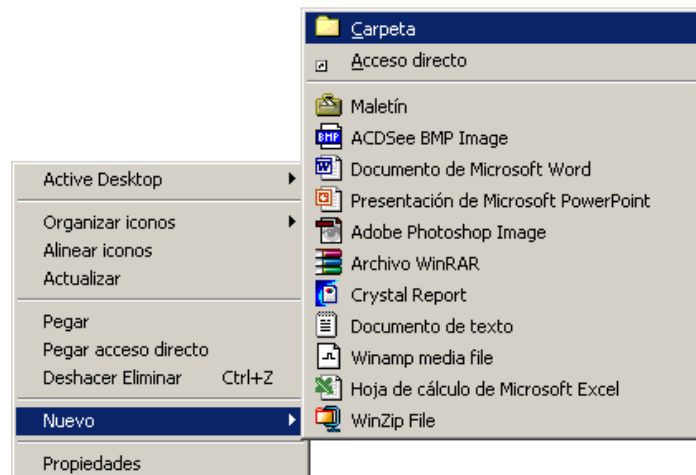 Active Desktop
Organizar iconos
Alinear iconos
Actualizar
Pegar
Pegar acceso directo
Deshacer Eliminar Ctrl+Z
Nuevo
Propiedades
Carpeta
Acceso directo
Maletín
BMP ACDSee BMP Image
Documento de Microsoft Word
Presentación de Microsoft PowerPoint
Adobe Photoshop Image
Archivo WinRAR
Crystal Report
Documento de texto
Winamp media file
Hoja de cálculo de Microsoft Excel
WinZip File